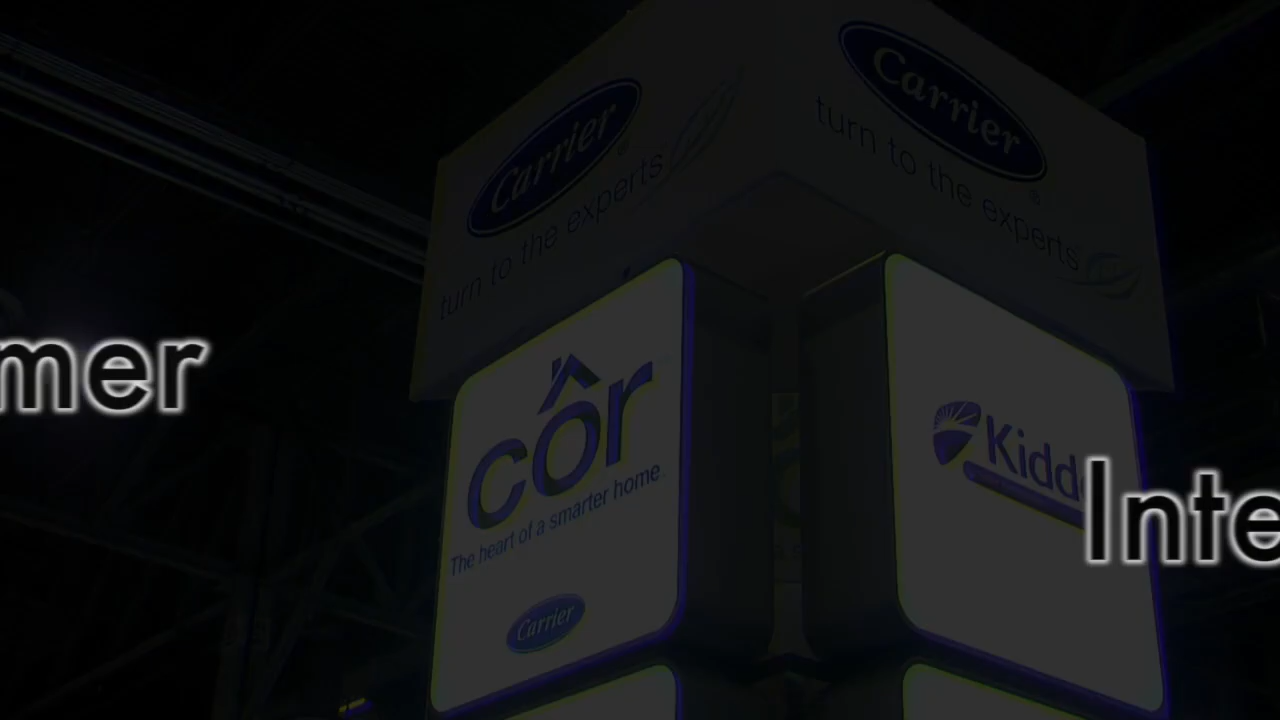 Carrier
turn to the experts
Carrier
turn to the experts
côr
The heart of a smarter home.
Carrier
mer
Inte